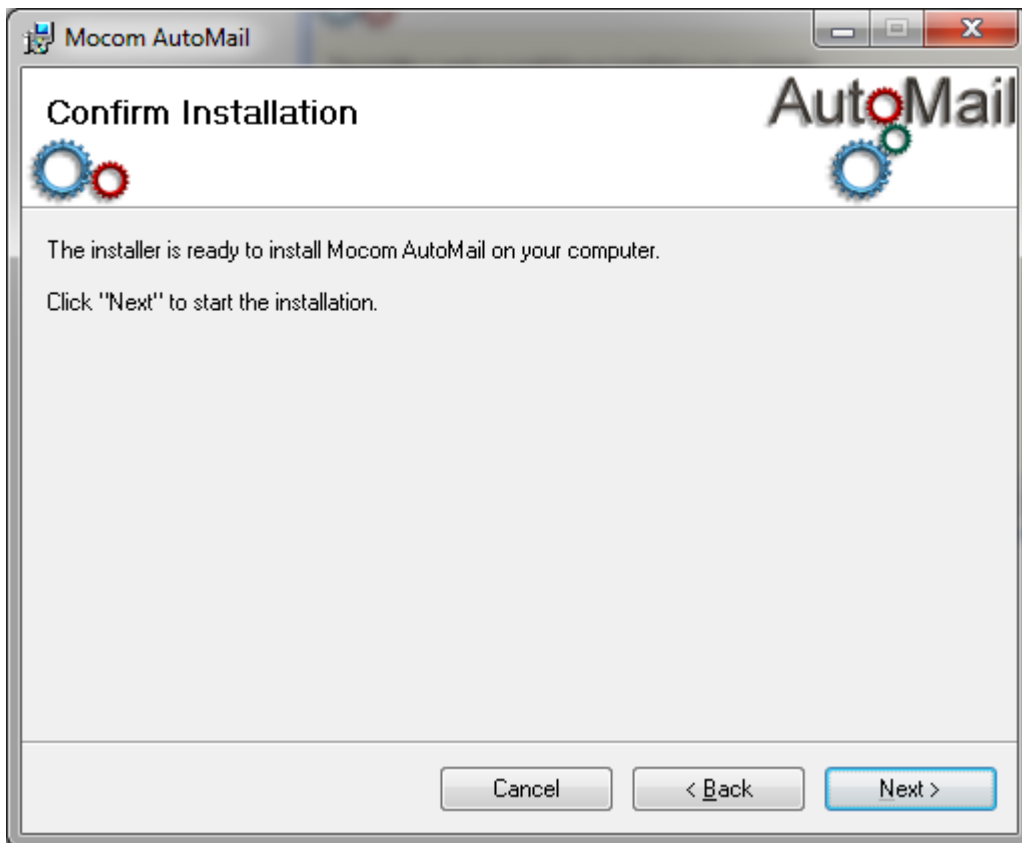 Mocom AutoMail
Confirm Installation
AutoMail
The installer is ready to install Mocom AutoMail on your computer.
Click "Next" to start the installation.
Cancel
< Back
Next >